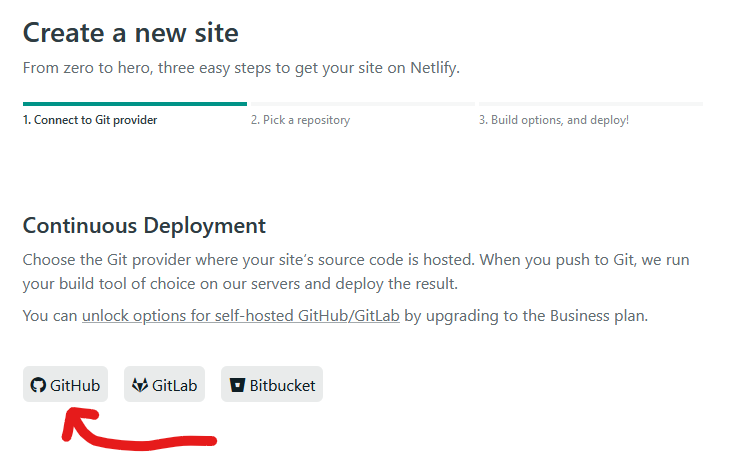 Create a new site
From zero to hero, three easy steps to get your site on Netlify.
1. Connect to Git provider
2. Pick a repository
3. Build options, and deploy!
Continuous Deployment
Choose the Git provider where your site's source code is hosted. When you push to Git, we run
your build tool of choice on our servers and deploy the result.
You can unlock options for self-hosted GitHub/GitLab by upgrading to the Business plan.
GitHub
GitLab
Bitbucket